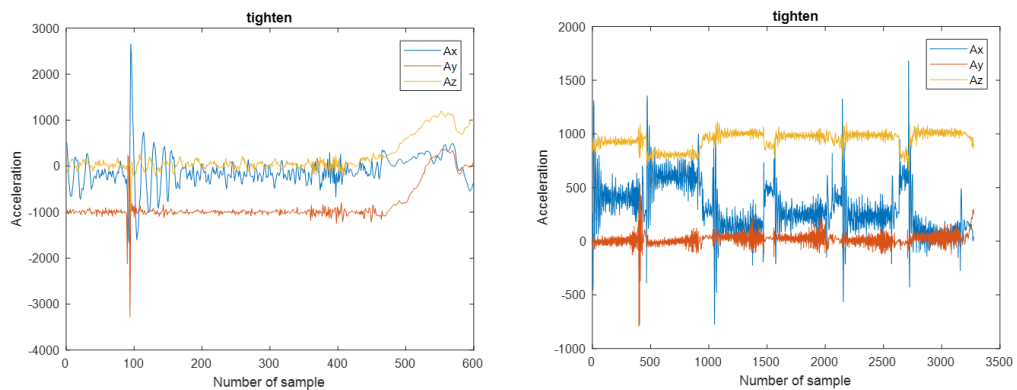 tighten
3000
2000
1000
0
-1000
-2000
-3000
-4000
Acceleration
0 100 200 300 400 500 600
Number of sample
Ax
Ay
Az
tighten
2000
1500
1000
500
0
-500
-1000
Acceleration
0 500 1000 1500 2000 2500 3000 3500
Number of sample
Ax
Ay
Az